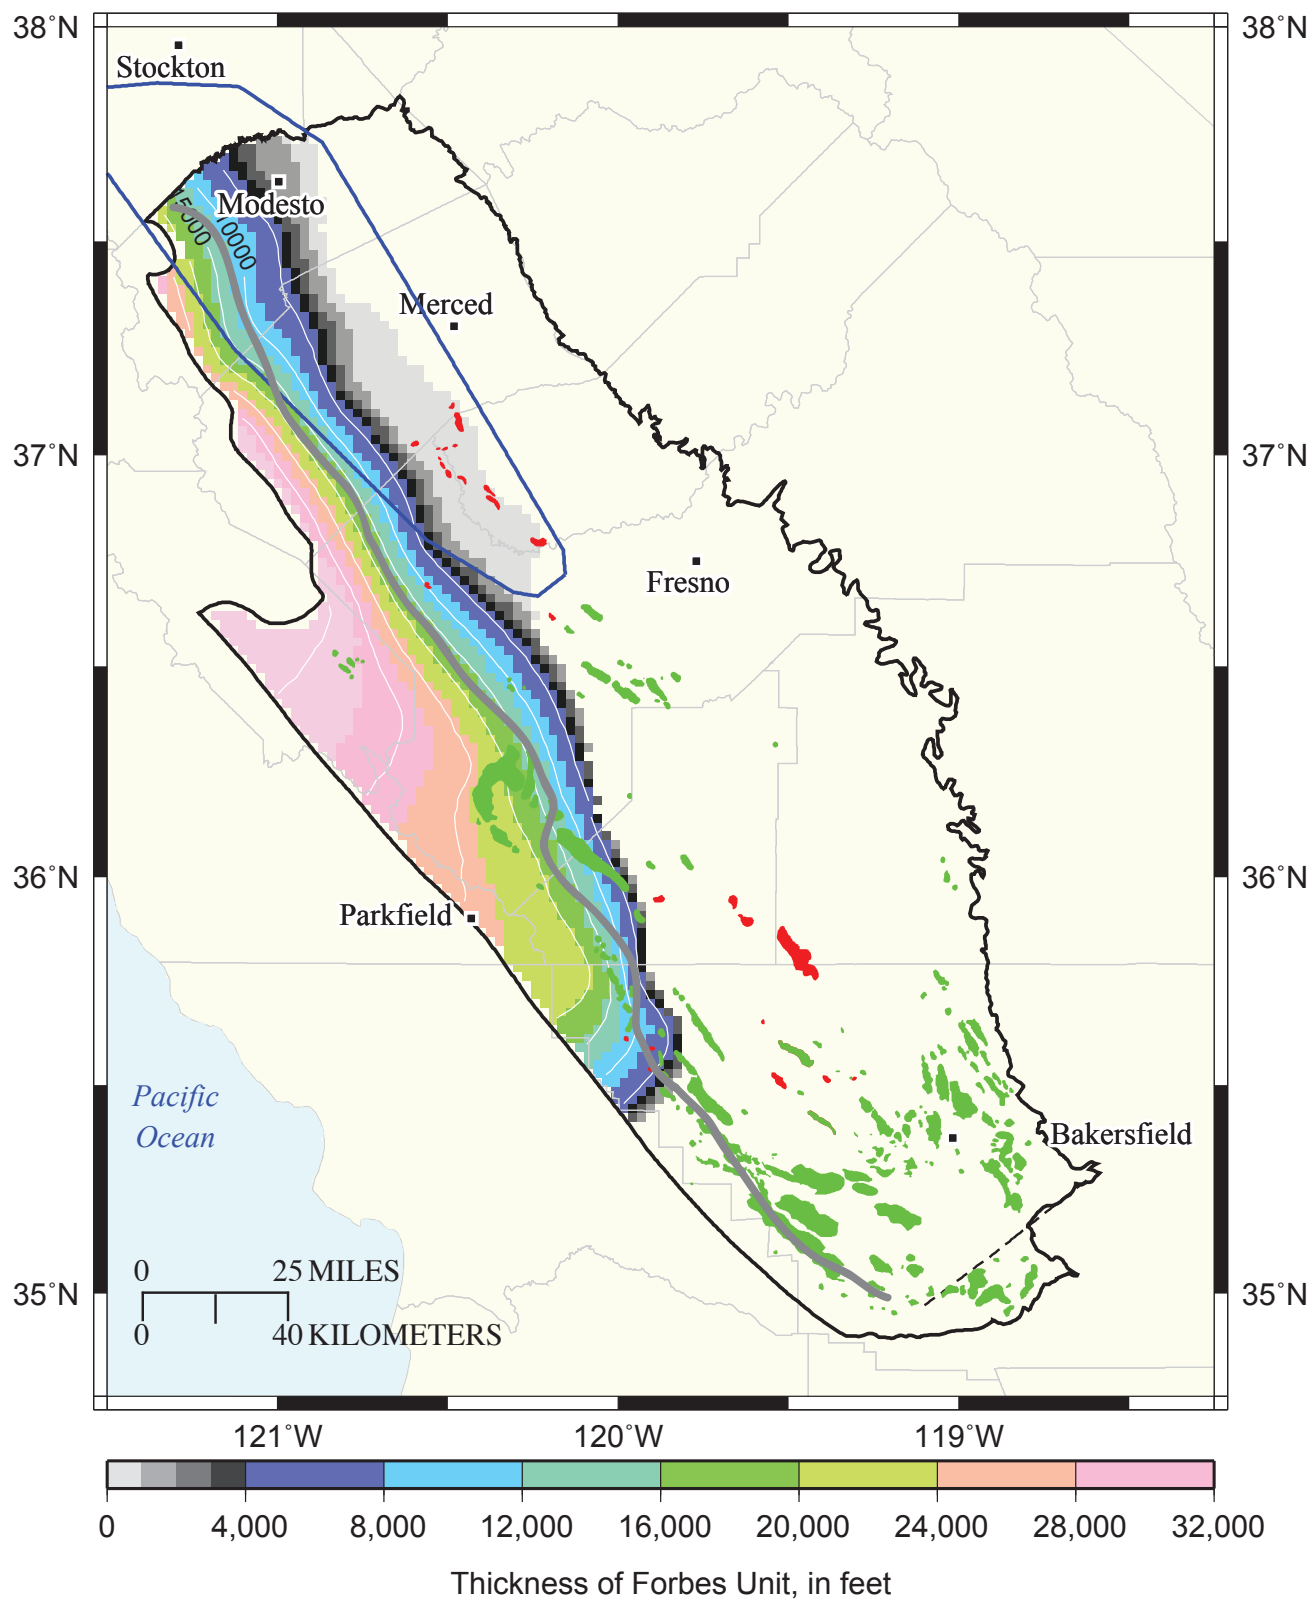 38˚N
38˚N
Stockton
Modesto
15000
10000
Merced
37˚N
37˚N
Fresno
36˚N
36˚N
Parkfield
Pacific
Ocean
Bakersfield
0 25 MILES
0 40 KILOMETERS
35˚N
35˚N
121˚W 120˚W 119˚W
0 4,000 8,000 12,000 16,000 20,000 24,000 28,000 32,000
Thickness of Forbes Unit, in feet